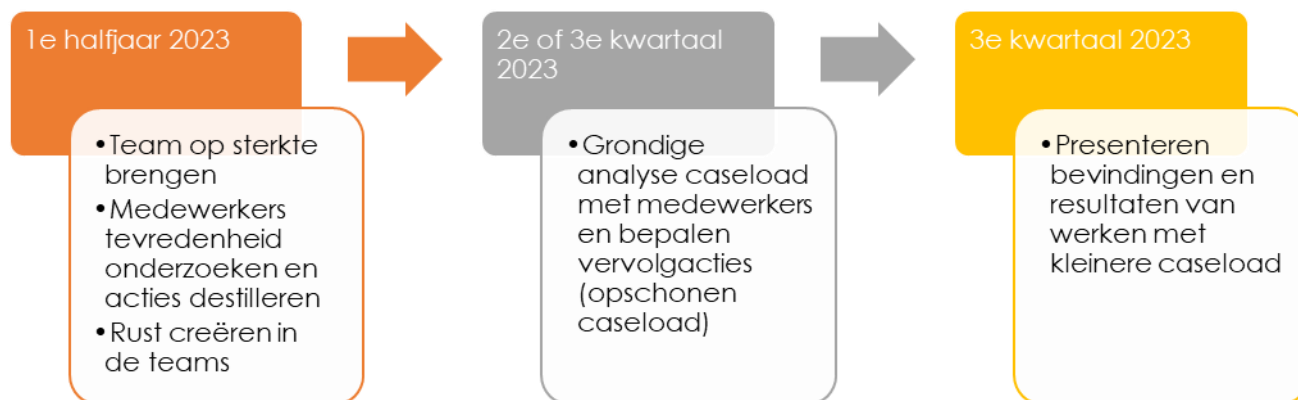 1e halfjaar 2023
•Team op sterkte
brengen
•Medewerkers
tevredenheid
onderzoeken en
acties destilleren
•Rust creëren in
de teams
2e of 3e kwartaal
2023
•Grondige
analyse caseload
met medewerkers
en bepalen
vervolgacties
(opschonen
caseload)
3e kwartaal 2023
•Presenteren
bevindingen en
resultaten van
werken met
kleinere caseload